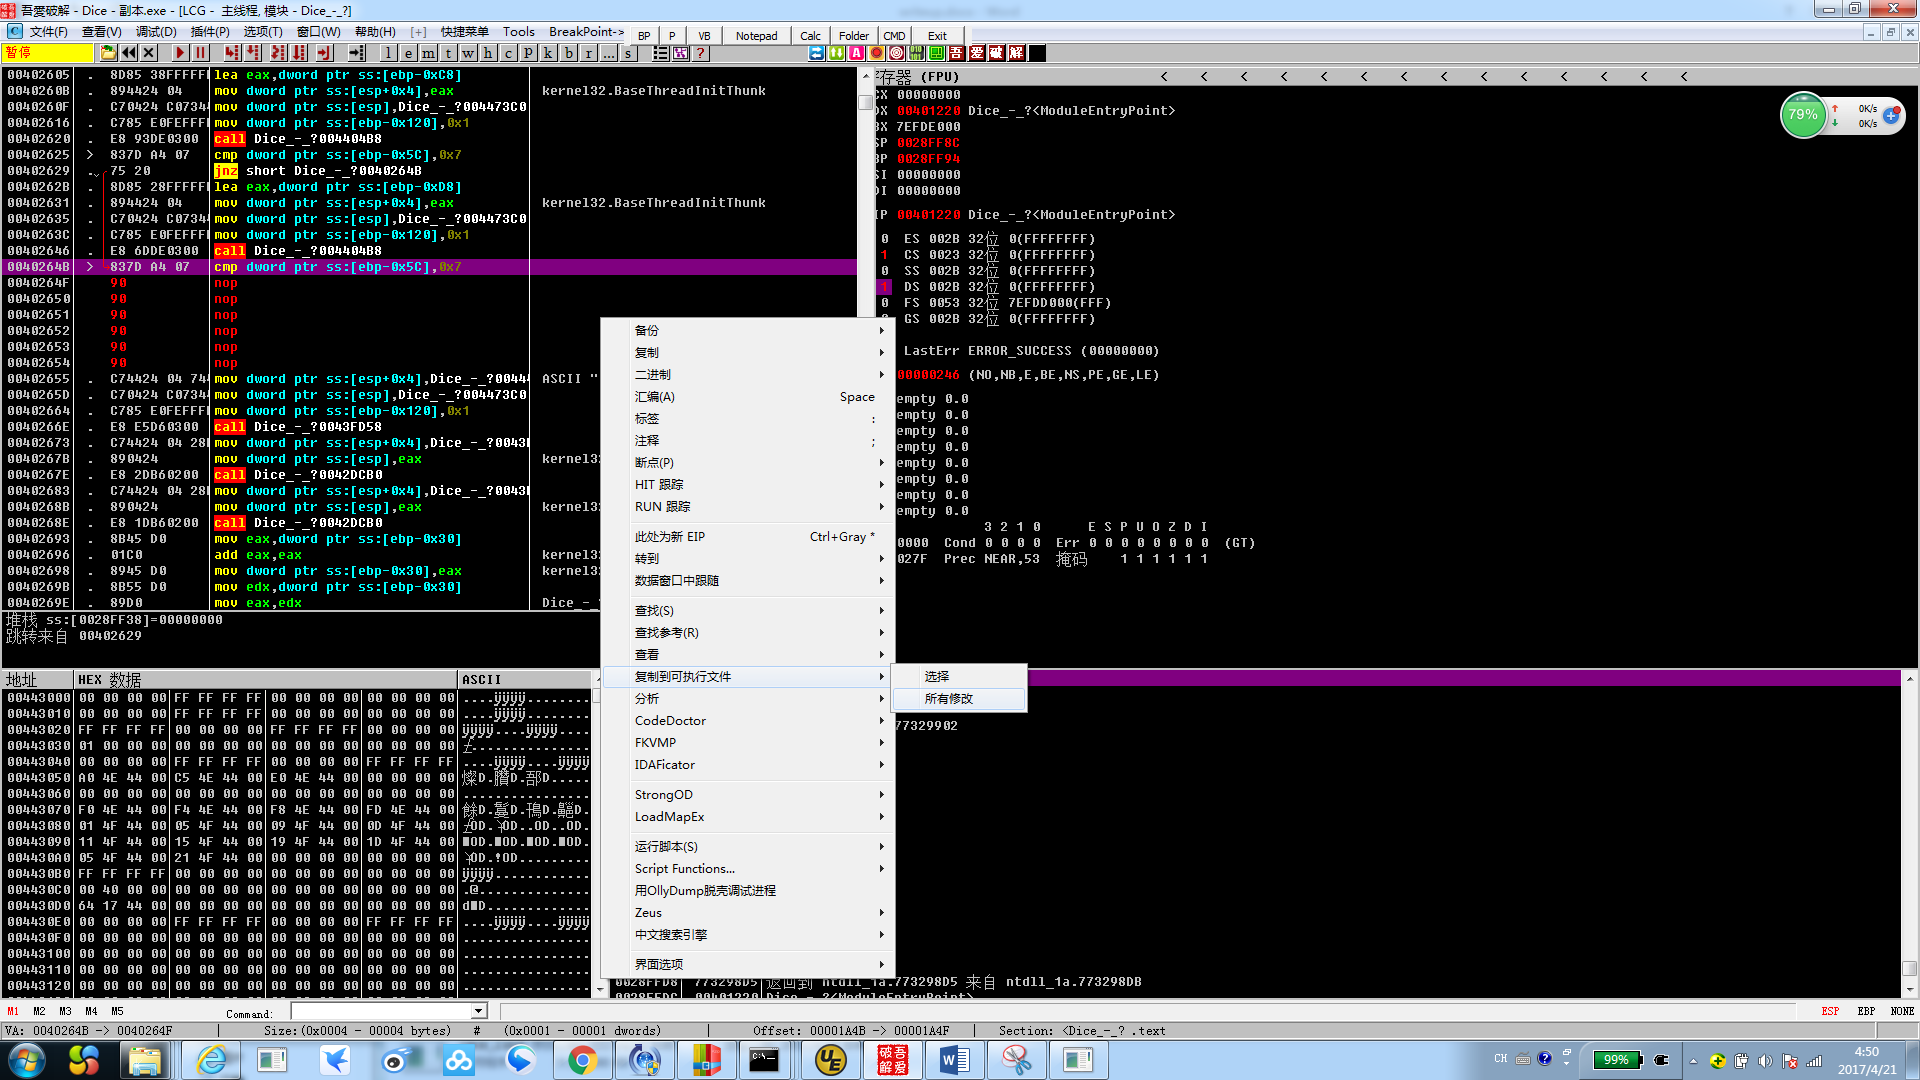 吾愛破解 - Dice - 副本.exe - [LCG - 主线程, 模块 - Dice_-_?]
文件(F) 查看(V) 调试(D) 插件(P) 选项(T) 窗口(W) 帮助(H) [+] 快捷菜单 Tools BreakPoint-> BP P VB Notepad Calc Folder CMD Exit
暂停 l e m t w h c p k b r ... s ? 吾 爱 破 解
00402605 . 8D85 38FFFFF lea eax,dword ptr ss:[ebp-0xC8]
0040260B . 894424 04 mov dword ptr ss:[esp+0x4],eax kernel32.BaseThreadInitThunk
0040260F . C70424 C0734 mov dword ptr ss:[esp],Dice_-_?004473C0
00402616 . C785 E0FEFFF mov dword ptr ss:[ebp-0x120],0x1
00402620 . E8 93DE0300 call Dice_-_?004404B8
00402625 > 837D A4 07 cmp dword ptr ss:[ebp-0x5C],0x7
00402629 . 75 20 jnz short Dice_-_?0040264B
0040262B . 8D85 28FFFFF lea eax,dword ptr ss:[ebp-0xD8]
00402631 . 894424 04 mov dword ptr ss:[esp+0x4],eax kernel32.BaseThreadInitThunk
00402635 . C70424 C0734 mov dword ptr ss:[esp],Dice_-_?004473C0
0040263C . C785 E0FEFFF mov dword ptr ss:[ebp-0x120],0x1
00402646 . E8 6DDE0300 call Dice_-_?004404B8
0040264B > 837D A4 07 cmp dword ptr ss:[ebp-0x5C],0x7
0040264F 90 nop
00402650 90 nop
00402651 90 nop
00402652 90 nop
00402653 90 nop
00402654 90 nop
00402655 . C74424 04 74 mov dword ptr ss:[esp+0x4],Dice_-_?0044 ASCII "
0040265D . C70424 C0734 mov dword ptr ss:[esp],Dice_-_?004473C0
00402664 . C785 E0FEFFF mov dword ptr ss:[ebp-0x120],0x1
0040266E . E8 E5D60300 call Dice_-_?0043FD58
00402673 . C74424 04 28 mov dword ptr ss:[esp+0x4],Dice_-_?0043
0040267B . 890424 mov dword ptr ss:[esp],eax kernel32
0040267E . E8 2DB60200 call Dice_-_?0042DCB0
00402683 . C74424 04 28 mov dword ptr ss:[esp+0x4],Dice_-_?0043
0040268B . 890424 mov dword ptr ss:[esp],eax kernel32
0040268E . E8 1DB60200 call Dice_-_?0042DCB0
00402693 . 8B45 D0 mov eax,dword ptr ss:[ebp-0x30]
00402696 . 01C0 add eax,eax kernel32
00402698 . 8945 D0 mov dword ptr ss:[ebp-0x30],eax kernel32
0040269B . 8B55 D0 mov edx,dword ptr ss:[ebp-0x30]
0040269E . 89D0 mov eax,edx Dice_-_
堆栈 ss:[0028FF38]=00000000
跳转来自 00402629
存器 (FPU) < < < < < < < < < < < < < <
CX 00000000
DX 00401220 Dice_-_?<ModuleEntryPoint>
BX 7EFDE000
SP 0028FF8C
BP 0028FF94
SI 00000000
DI 00000000
IP 00401220 Dice_-_?<ModuleEntryPoint>
0 ES 002B 32位 0(FFFFFFFF)
1 CS 0023 32位 0(FFFFFFFF)
0 SS 002B 32位 0(FFFFFFFF)
1 DS 002B 32位 0(FFFFFFFF)
0 FS 0053 32位 7EFDD000(FFF)
GS 002B 32位 0(FFFFFFFF)
LastErr ERROR_SUCCESS (00000000)
00000246 (NO,NB,E,BE,NS,PE,GE,LE)
empty 0.0
empty 0.0
empty 0.0
empty 0.0
empty 0.0
empty 0.0
empty 0.0
empty 0.0
3 2 1 0 E S P U O Z D I
0000 Cond 0 0 0 0 Err 0 0 0 0 0 0 0 0 (GT)
027F Prec NEAR,53 掩码 1 1 1 1 1 1
79% 0K/s
0K/s
备份
复制
二进制
汇编(A) Space
标签 :
注释 ;
断点(P)
HIT 跟踪
RUN 跟踪
此处为新 EIP Ctrl+Gray *
转到
数据窗口中跟随
查找(S)
查找参考(R)
查看
复制到可执行文件
分析
CodeDoctor
FKVMP
IDAFicator
StrongOD
LoadMapEx
运行脚本(S)
Script Functions...
用OllyDump脱壳调试进程
Zeus
中文搜索引擎
界面选项
选择
所有修改
77329902
地址 HEX 数据 ASCII
00443000 00 00 00 00 FF FF FF FF 00 00 00 00 00 00 00 00
00443010 00 00 00 00 FF FF FF FF 00 00 00 00 00 00 00 00
00443020 FF FF FF FF 00 00 00 00 FF FF FF FF 00 00 00 00
00443030 01 00 00 00 00 00 00 00 00 00 00 00 00 00 00 00
00443040 00 00 00 00 FF FF FF FF 00 00 00 00 FF FF FF FF
00443050 A0 4E 44 00 C5 4E 44 00 E0 4E 44 00 00 00 00 00
00443060 00 00 00 00 00 00 00 00 00 00 00 00 00 00 00 00
00443070 F0 4E 44 00 F4 4E 44 00 F8 4E 44 00 FD 4E 44 00
00443080 01 4F 44 00 05 4F 44 00 09 4F 44 00 0D 4F 44 00
00443090 11 4F 44 00 15 4F 44 00 19 4F 44 00 1D 4F 44 00
004430A0 05 4F 44 00 21 4F 44 00 00 00 00 00 00 00 00 00
004430B0 FF FF FF FF 00 00 00 00 00 00 00 00 00 00 00 00
004430C0 00 40 00 00 00 00 00 00 00 00 00 00 00 00 00 00
004430D0 64 17 44 00 00 00 00 00 00 00 00 00 00 00 00 00
004430E0 00 00 00 00 FF FF FF FF 00 00 00 00 FF FF FF FF
004430F0 00 00 00 00 00 00 00 00 00 00 00 00 00 00 00 00
00443100 00 00 00 00 00 00 00 00 00 00 00 00 00 00 00 00
00443110 00 00 00 00 00 00 00 00 00 00 00 00 00 00 00 00
00443120 00 00 00 00 00 00 00 00 00 00 00 00 00 00 00 00
0028FFD8 773298D5 返回到 ntdll_1a.773298D5 来自 ntdll_1a.773298DB
0028FFDC 00401220 Dice_-_?<ModuleEntryPoint>
M1 M2 M3 M4 M5 Command: ESP EBP NONE
VA: 0040264B -> 0040264F Size:(0x0004 - 00004 bytes) # (0x0001 - 00001 dwords) Offset: 00001A4B -> 00001A4F Section: <Dice_-_? .text
CH 99% 4:50
2017/4/21